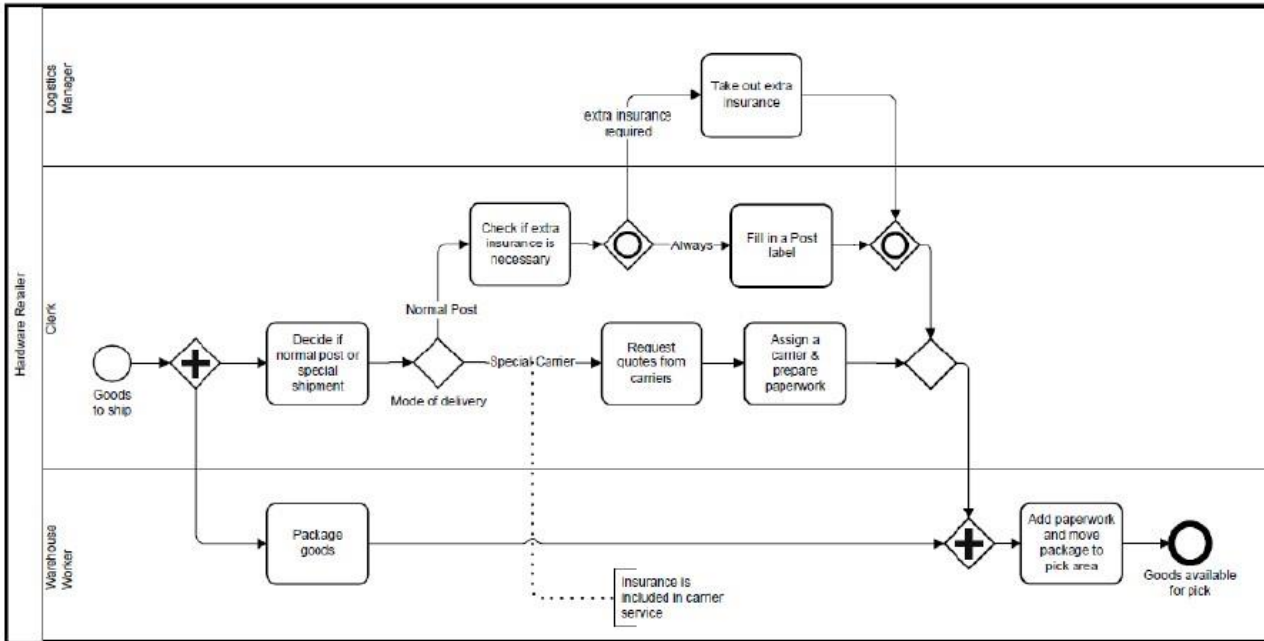 Hardware Retailer
Logistics
Manager
Take out extra
insurance
extra insurance
required
Clerk
Check if extra
insurance is
necessary
Always
Fill in a Post
label
Normal Post
Goods
to ship
Decide if
normal post or
special
shipment
Mode of delivery
Special Carrier
Request
quotes from
carriers
Assign a
carrier &
prepare
paperwork
Warehouse
Worker
Package
goods
Insurance is
included in carrier
service
Add paperwork
and move
package to
pick area
Goods available
for pick